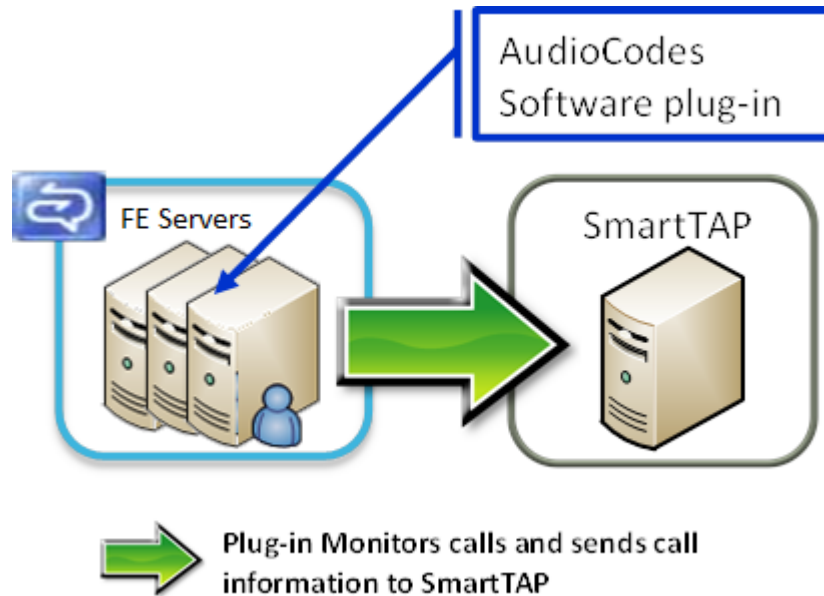 AudioCodes
Software plug-in
FE Servers
SmartTAP
Plug-in Monitors calls and sends call
information to SmartTAP